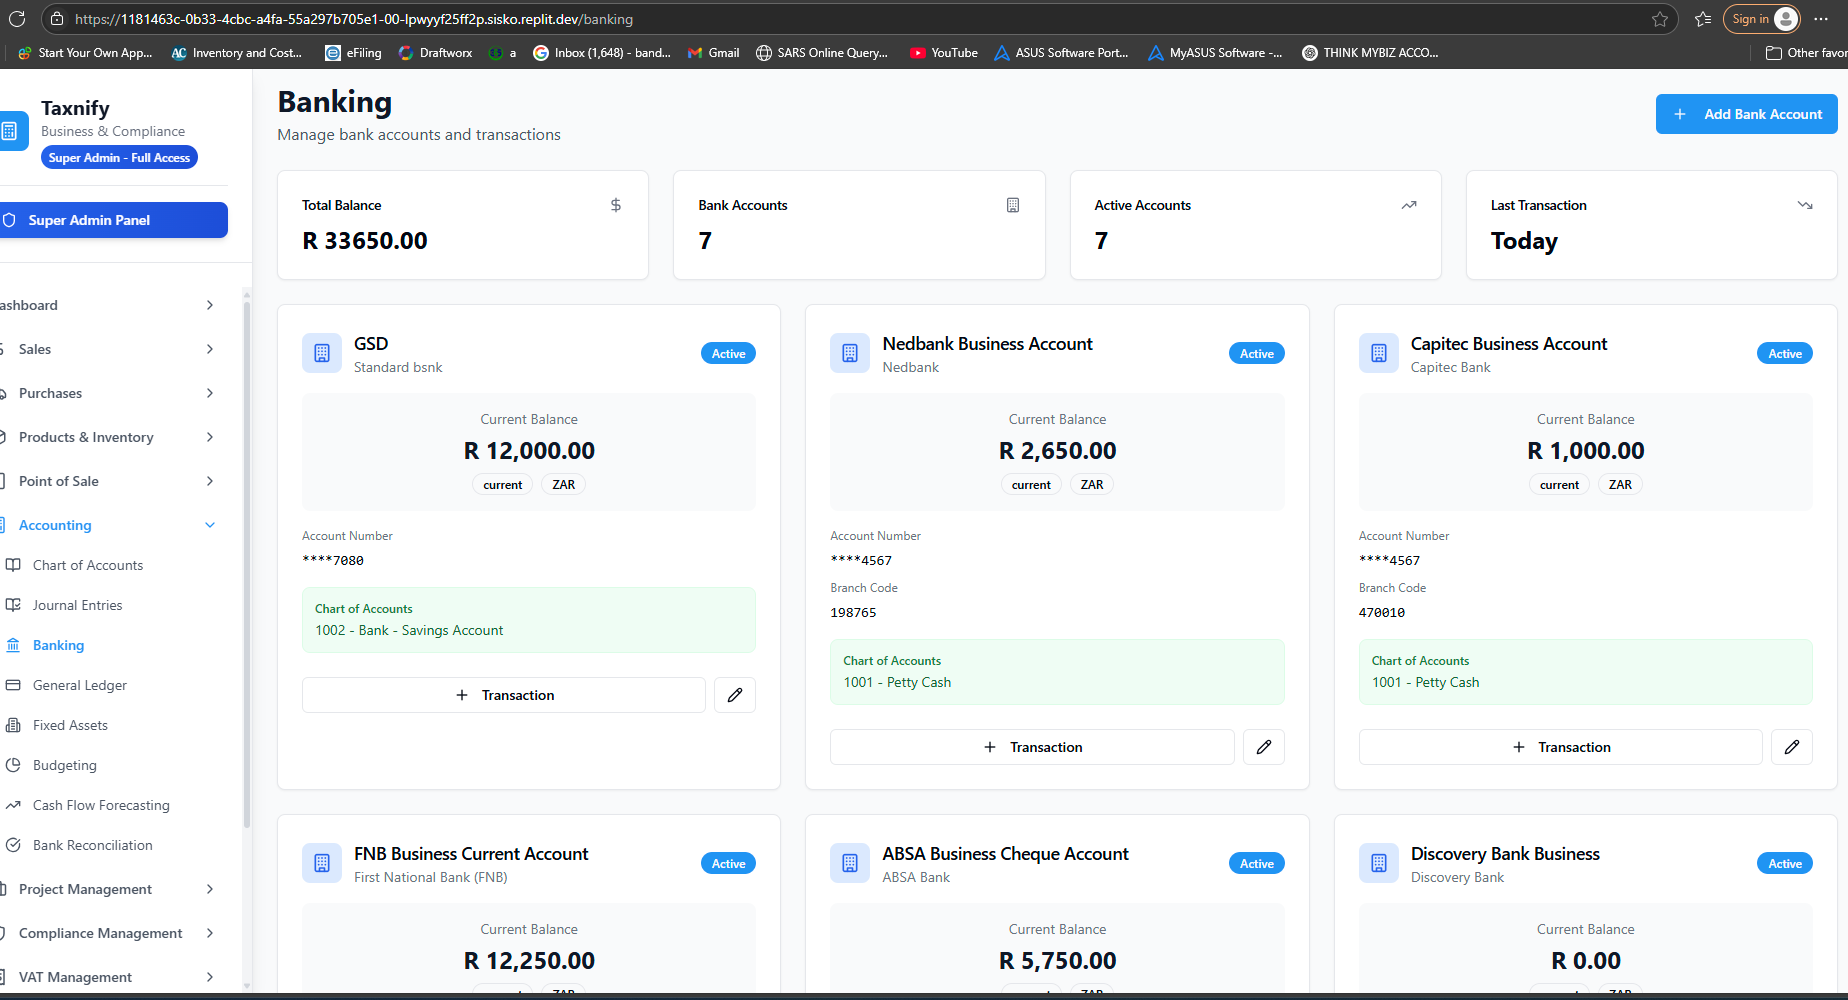 https://1181463c-0b33-4cbc-a4fa-55a297b705e1-00-lpwyyf25ff2p.sisko.replit.dev/banking
Sign in
Start Your Own App...
Inventory and Cost...
eFiling
Draftworx
a
Inbox (1,648) - band...
Gmail
SARS Online Query...
YouTube
ASUS Software Port...
MyASUS Software -...
THINK MYBIZ ACCO...
Other favor
Taxnify
Business & Compliance
Super Admin - Full Access
Super Admin Panel
ashboard
Sales
Purchases
Products & Inventory
Point of Sale
Accounting
Chart of Accounts
Journal Entries
Banking
General Ledger
Fixed Assets
Budgeting
Cash Flow Forecasting
Bank Reconciliation
Project Management
Compliance Management
VAT Management
Banking
Manage bank accounts and transactions
+ Add Bank Account
Total Balance
$
R 33650.00
Bank Accounts
7
Active Accounts
7
Last Transaction
Today
GSD
Standard bsnk
Active
Current Balance
R 12,000.00
current ZAR
Account Number
****7080
Chart of Accounts
1002 - Bank - Savings Account
+ Transaction
Nedbank Business Account
Nedbank
Active
Current Balance
R 2,650.00
current ZAR
Account Number
****4567
Branch Code
198765
Chart of Accounts
1001 - Petty Cash
+ Transaction
Capitec Business Account
Capitec Bank
Active
Current Balance
R 1,000.00
current ZAR
Account Number
****4567
Branch Code
470010
Chart of Accounts
1001 - Petty Cash
+ Transaction
FNB Business Current Account
First National Bank (FNB)
Active
Current Balance
R 12,250.00
ZAR
ABSA Business Cheque Account
ABSA Bank
Active
Current Balance
R 5,750.00
ZAR
Discovery Bank Business
Discovery Bank
Active
Current Balance
R 0.00
ZAR